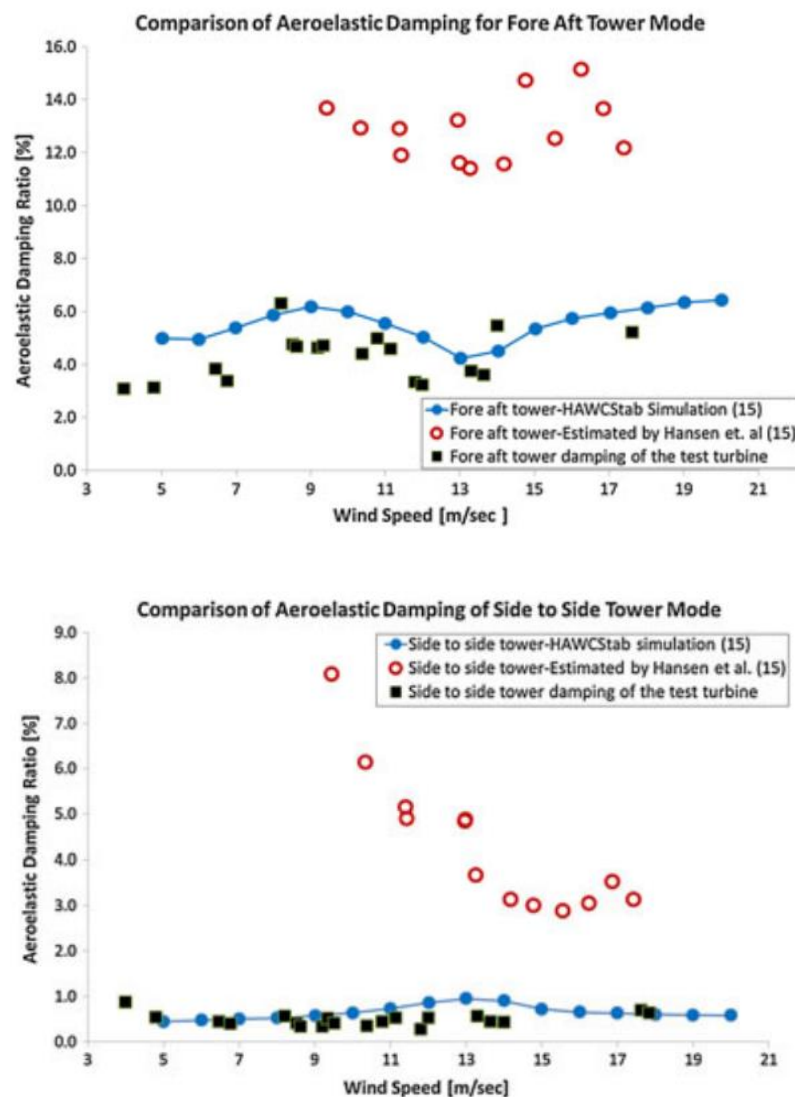 Comparison of Aeroelastic Damping for Fore Aft Tower Mode
16.0
14.0
12.0
10.0
8.0
6.0
4.0
2.0
0.0
Aeroelastic Damping Ratio [%]
Fore aft tower-HAWCStab Simulation (15)
Fore aft tower-Estimated by Hansen et. al (15)
Fore aft tower damping of the test turbine
3 5 7 9 11 13 15 17 19 21
Wind Speed [m/sec ]
Comparison of Aeroelastic Damping of Side to Side Tower Mode
9.0
8.0
7.0
6.0
5.0
4.0
3.0
2.0
1.0
0.0
Aeroelastic Damping Ratio [%]
Side to side tower-HAWCStab simulation (15)
Side to side tower-Estimated by Hansen et al. (15)
Side to side tower damping of the test turbine
3 5 7 9 11 13 15 17 19 21
Wind Speed [m/sec]